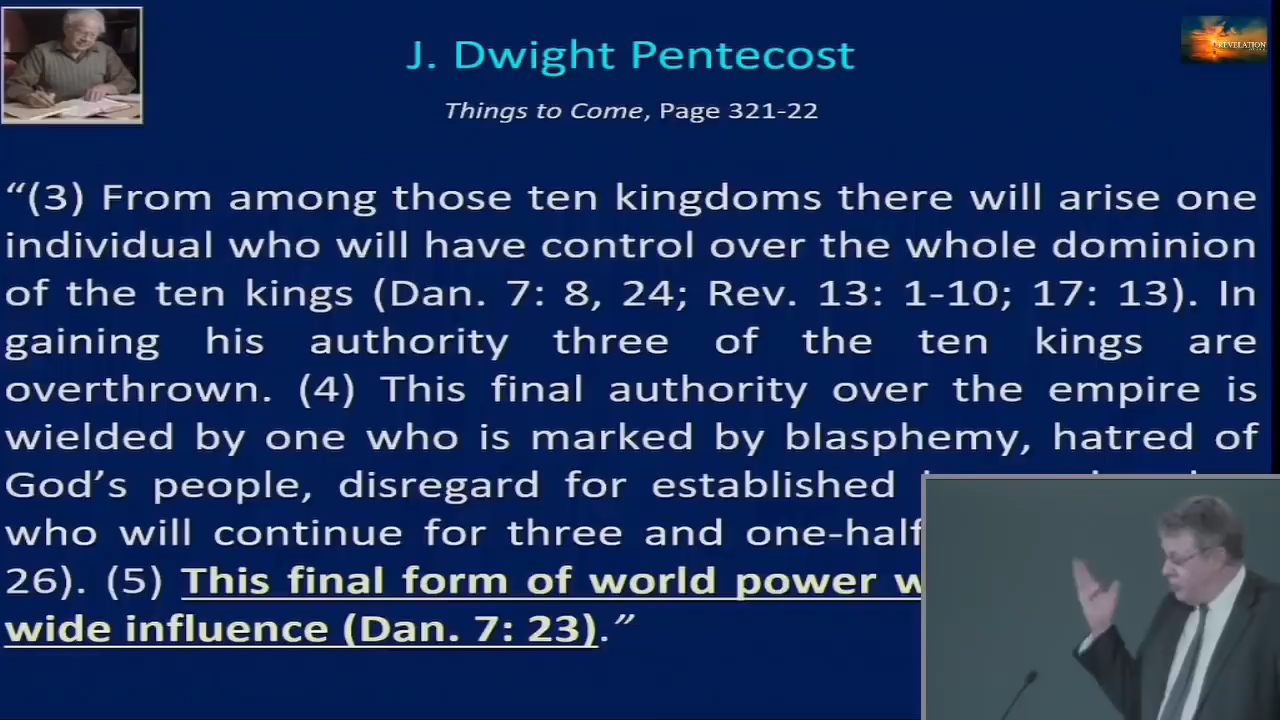 J. Dwight Pentecost
REVELATION
Things to Come, Page 321-22
“(3) From among those ten kingdoms there will arise one
individual who will have control over the whole dominion
of the ten kings (Dan. 7: 8, 24; Rev. 13: 1-10; 17: 13). In
gaining his authority three of the ten kings are
overthrown. (4) This final authority over the empire is
wielded by one who is marked by blasphemy, hatred of
God’s people, disregard for established
who will continue for three and one-half
26). (5) This final form of world power
wide influence (Dan. 7: 23).”